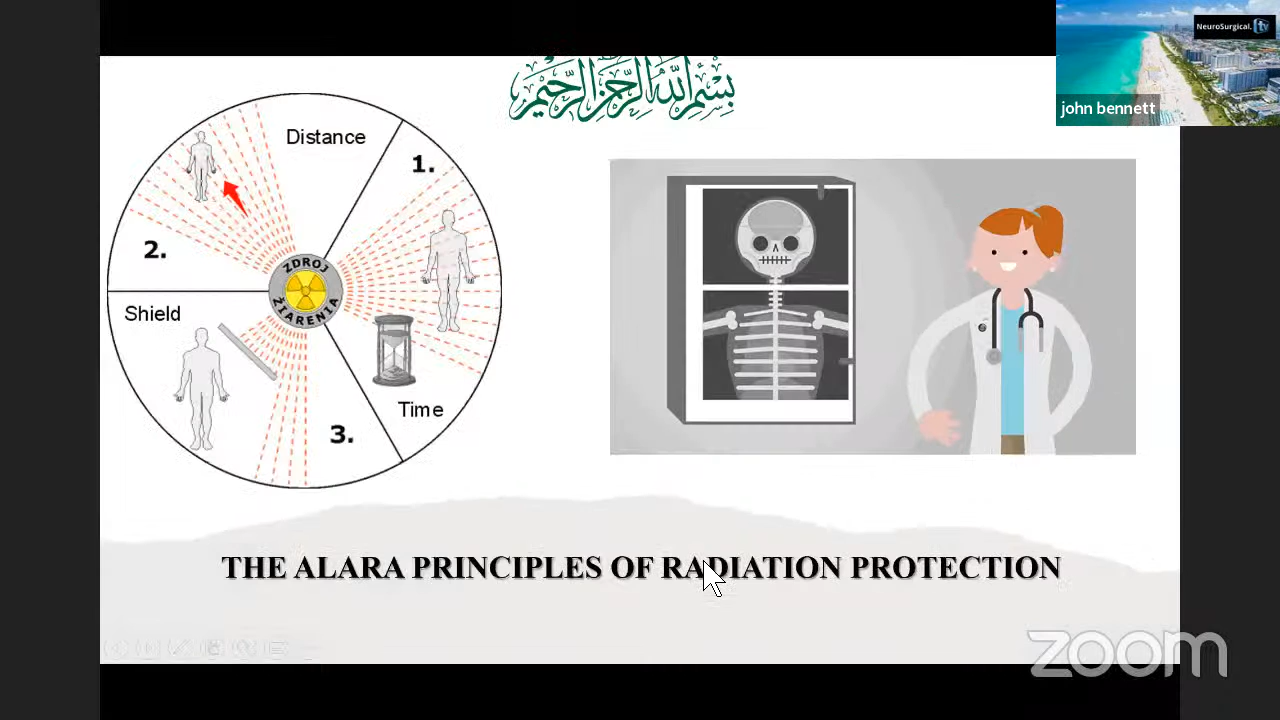 NeuroSurgical.tv
john bennett
بسم الله الرحمن الرحيم
Distance
1.
2.
ZDROJ
ŽIARENIA
Shield
Time
3.
THE ALARA PRINCIPLES OF RADIATION PROTECTION
zoom